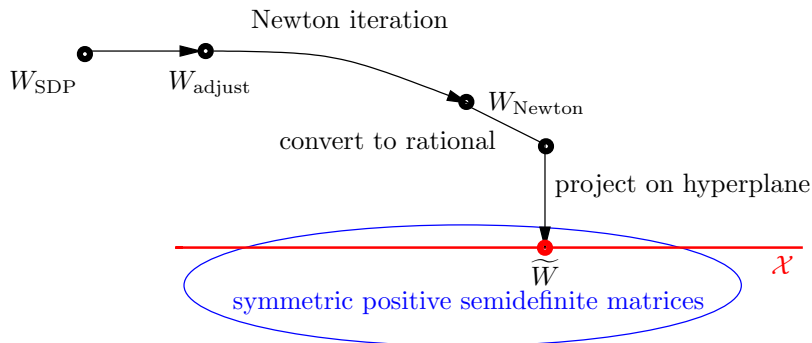 Newton iteration
W_SDP
W_adjust
W_Newton
convert to rational
project on hyperplane
𝒳
W̃
symmetric positive semidefinite matrices